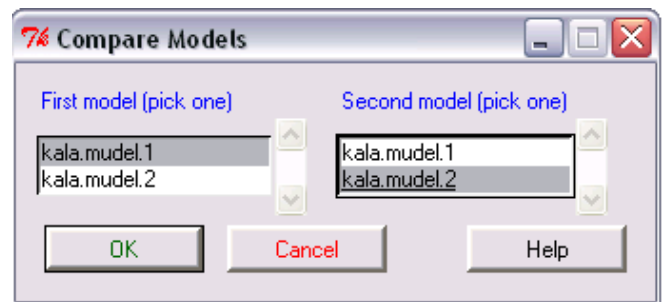 Compare Models
First model (pick one)
Second model (pick one)
kala.mudel.1
kala.mudel.2
kala.mudel.1
kala.mudel.2
OK
Cancel
Help